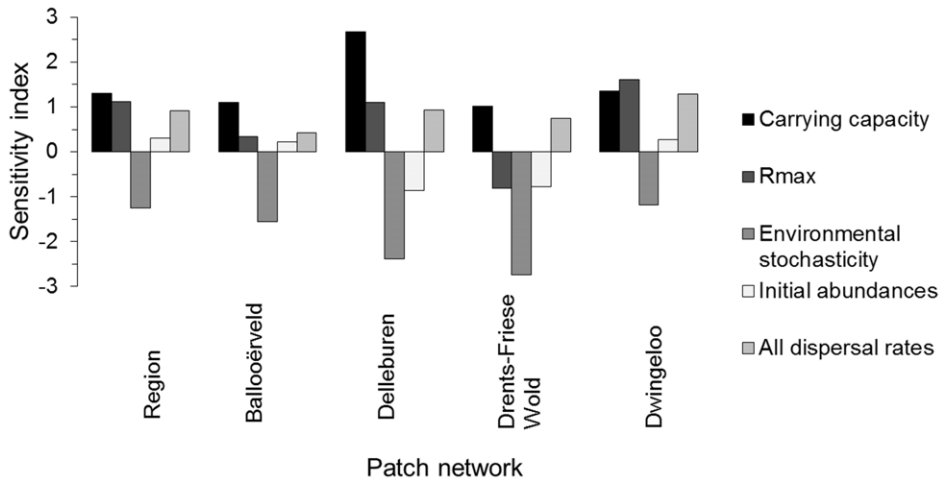 3
2
1
0
-1
-2
-3
Sensitivity index
Region
Ballooërveld
Delleburen
Drents-Friese
Wold
Dwingeloo
Patch network
Carrying capacity
Rmax
Environmental
stochasticity
Initial abundances
All dispersal rates